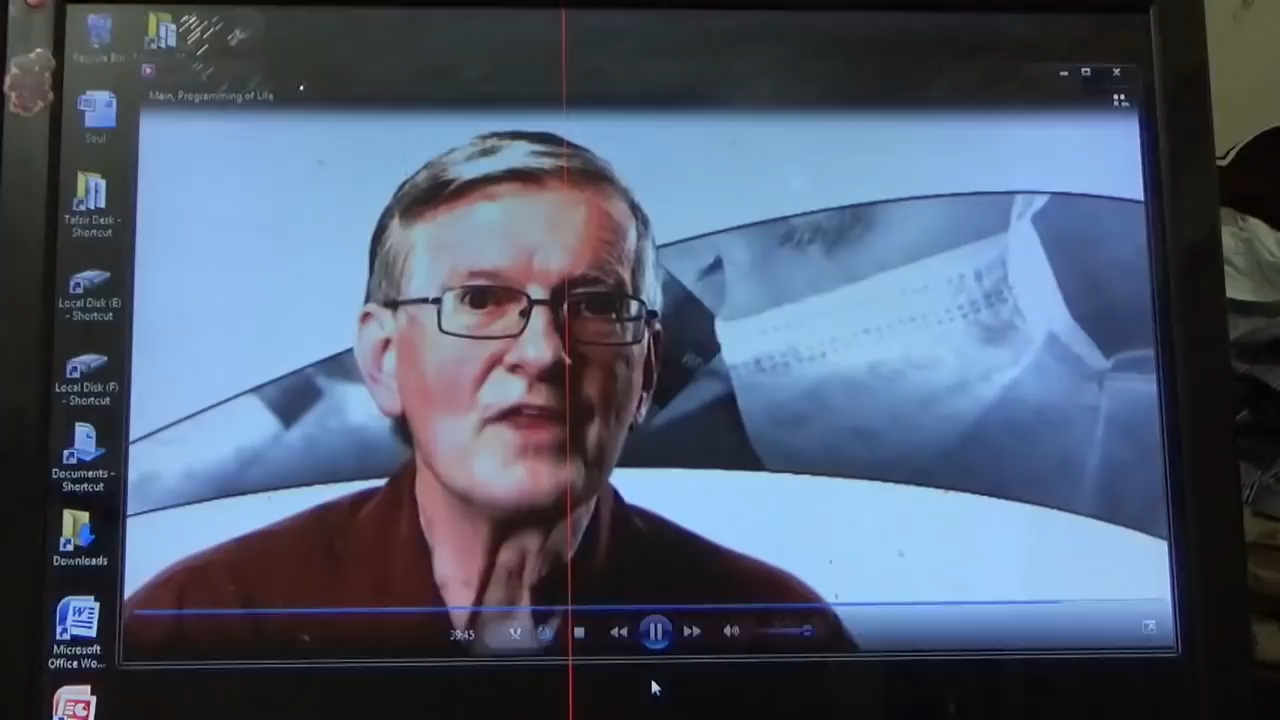 Recycle Bin
Main, Programming of Life
Soul
Tafsir Desk -
Shortcut
Local Disk (E)
- Shortcut
Local Disk (F)
- Shortcut
Documents -
Shortcut
Downloads
Microsoft
Office Wo...
39:45